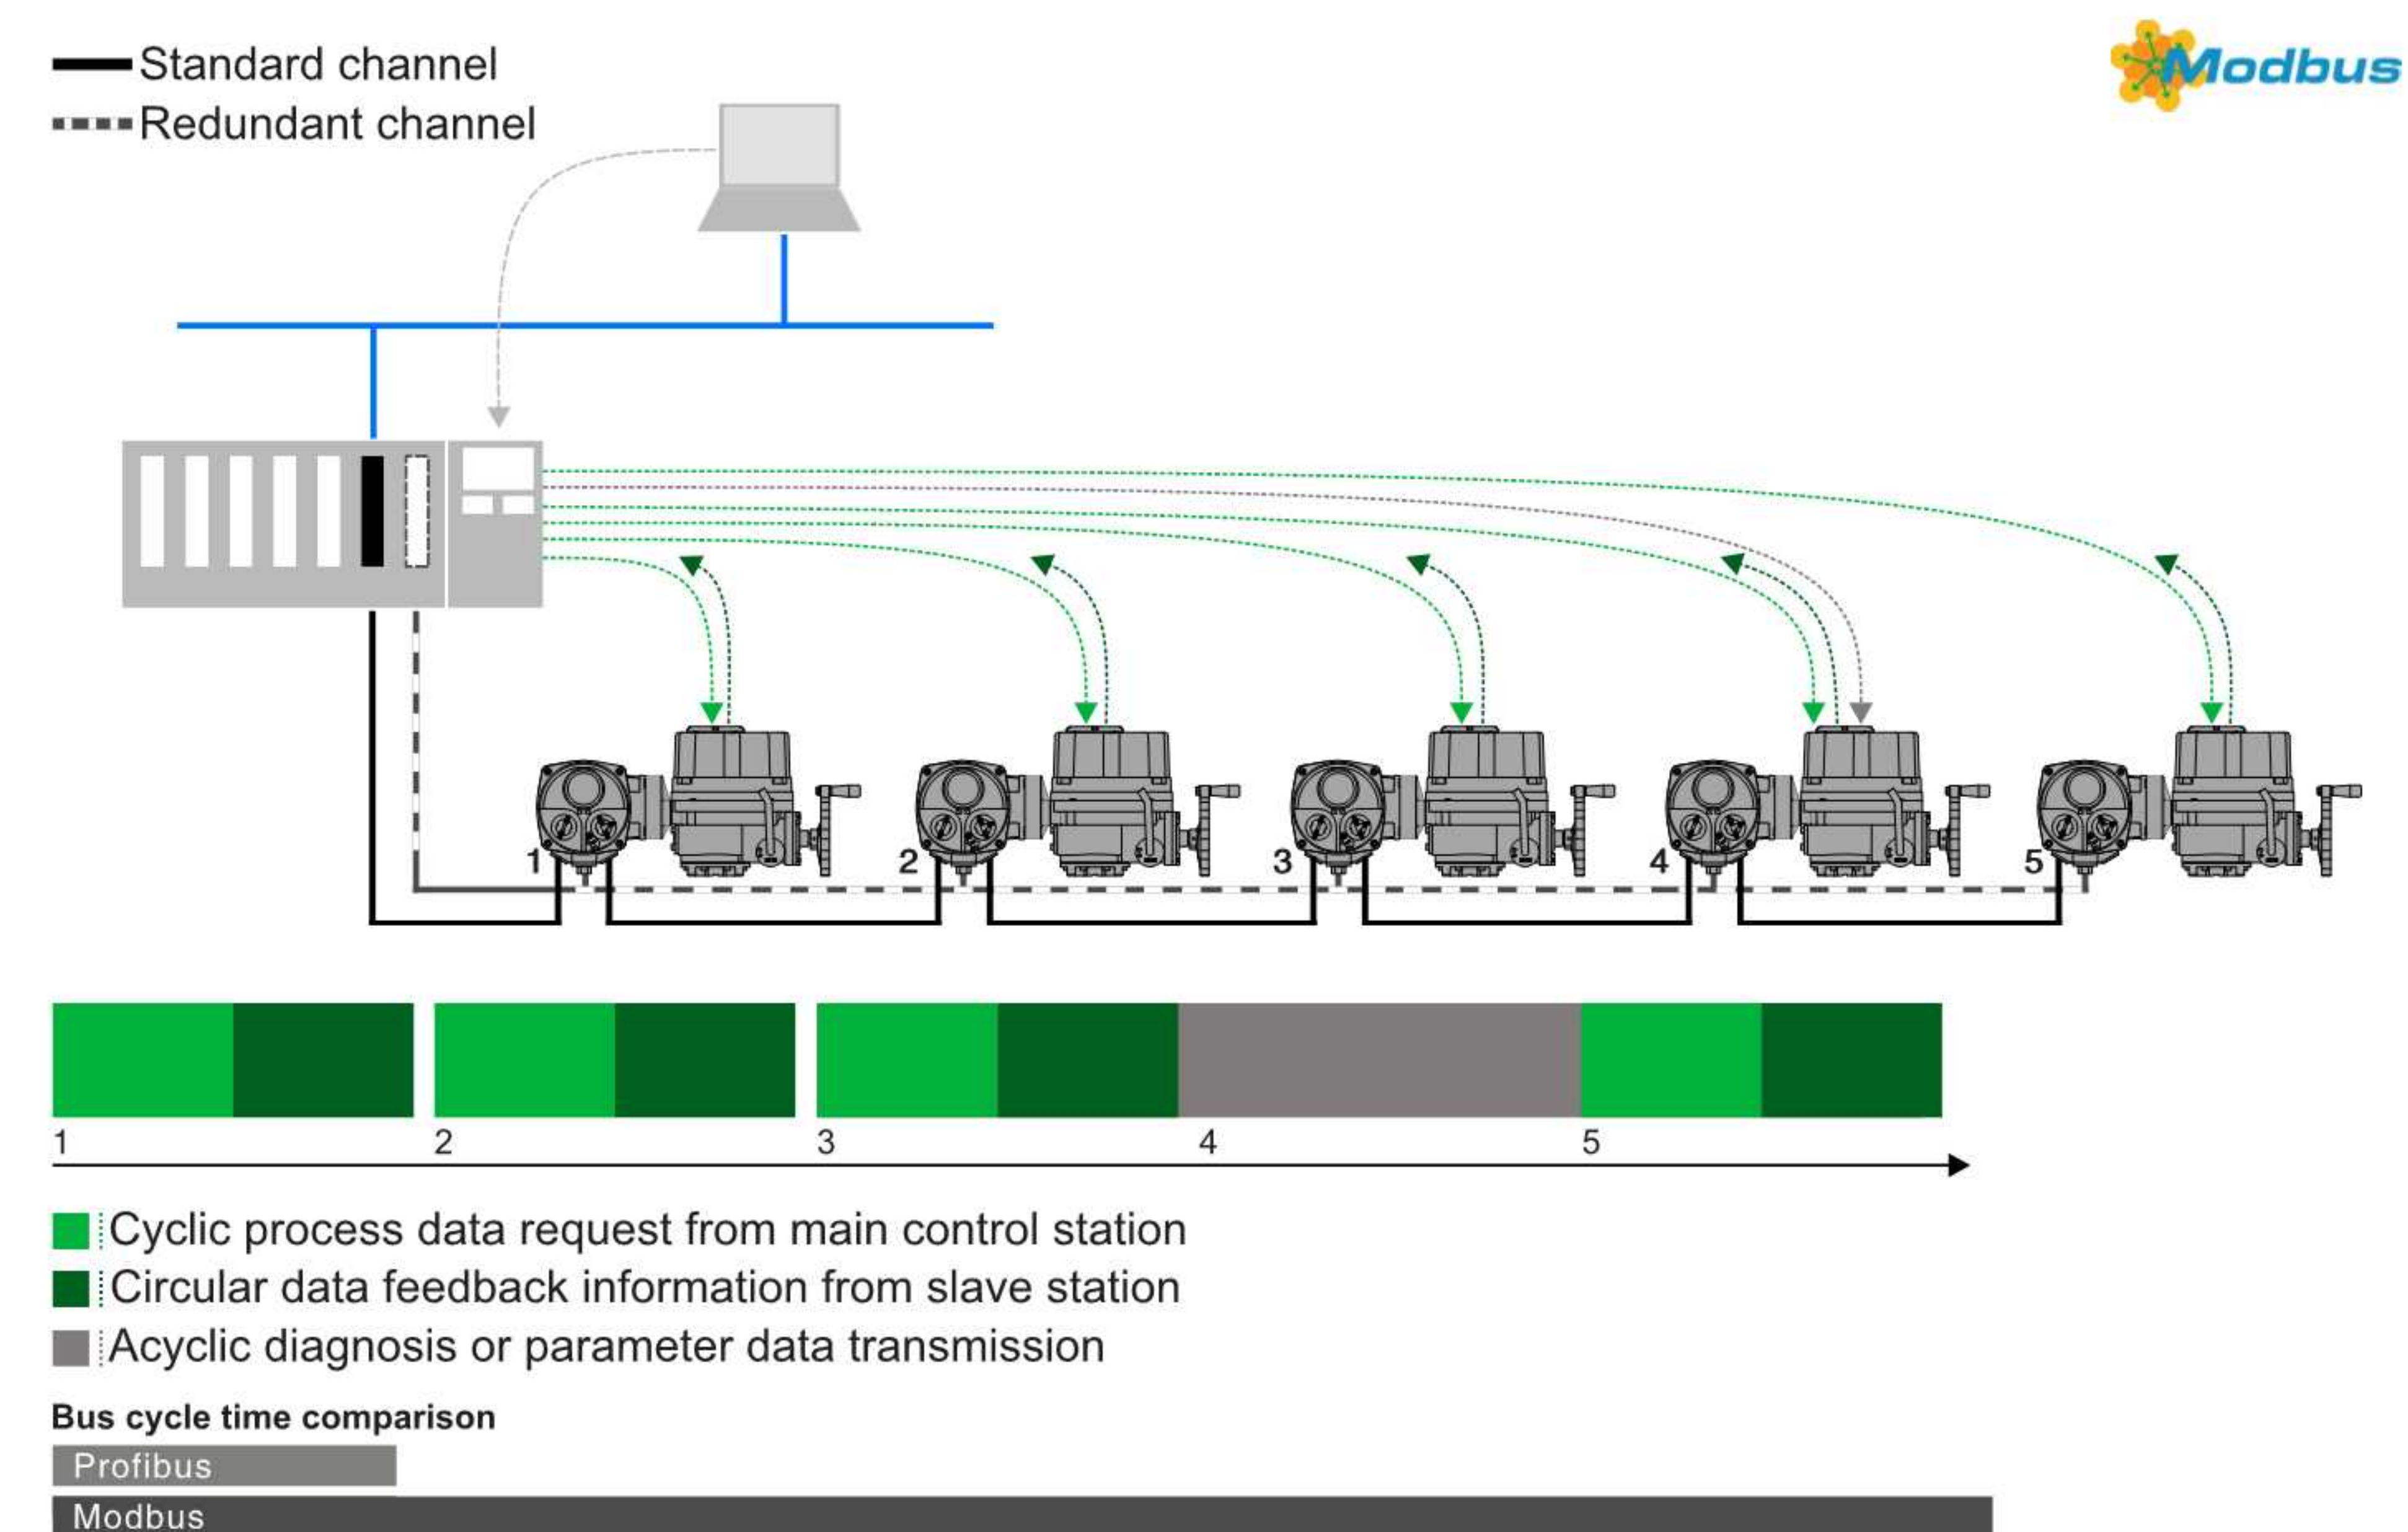 Standard channel
Redundant channel
Modbus
1
2
3
4
5
1
2
3
4
5
Cyclic process data request from main control station
Circular data feedback information from slave station
Acyclic diagnosis or parameter data transmission
Bus cycle time comparison
Profibus
Modbus